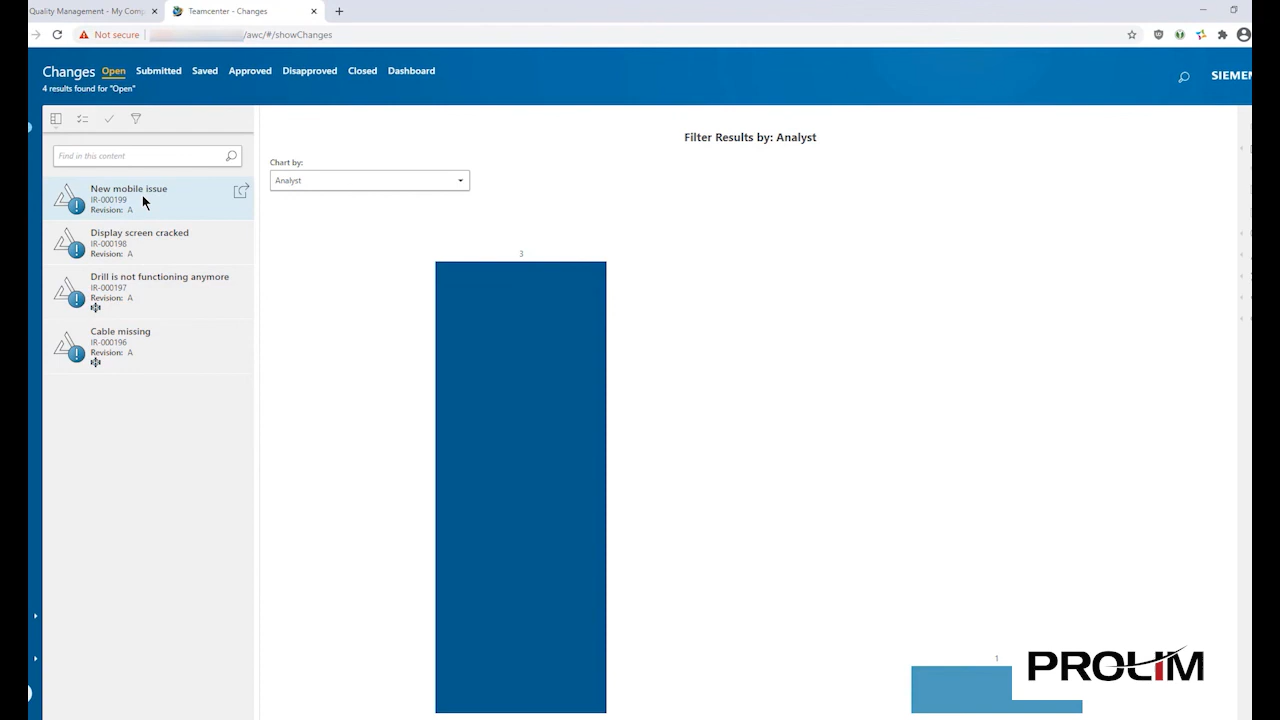 Quality Management - My Comp
Teamcenter - Changes
Not secure
/awc/#/showChanges
Changes Open Submitted Saved Approved Disapproved Closed Dashboard
4 results found for "Open"
SIEMEN
Filter Results by: Analyst
Find in this content
Chart by:
Analyst
New mobile issue
IR-000199
Revision: A
Display screen cracked
IR-000198
Revision: A
Drill is not functioning anymore
IR-000197
Revision: A
Cable missing
IR-000196
Revision: A
3
1
PROLIM